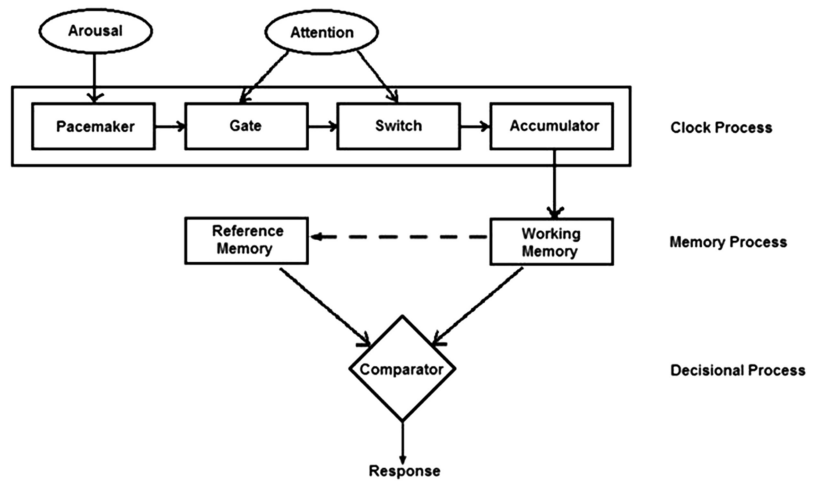 Arousal
Attention
Pacemaker
Gate
Switch
Accumulator
Clock Process
Reference
Memory
Working
Memory
Memory Process
Comparator
Decisional Process
Response